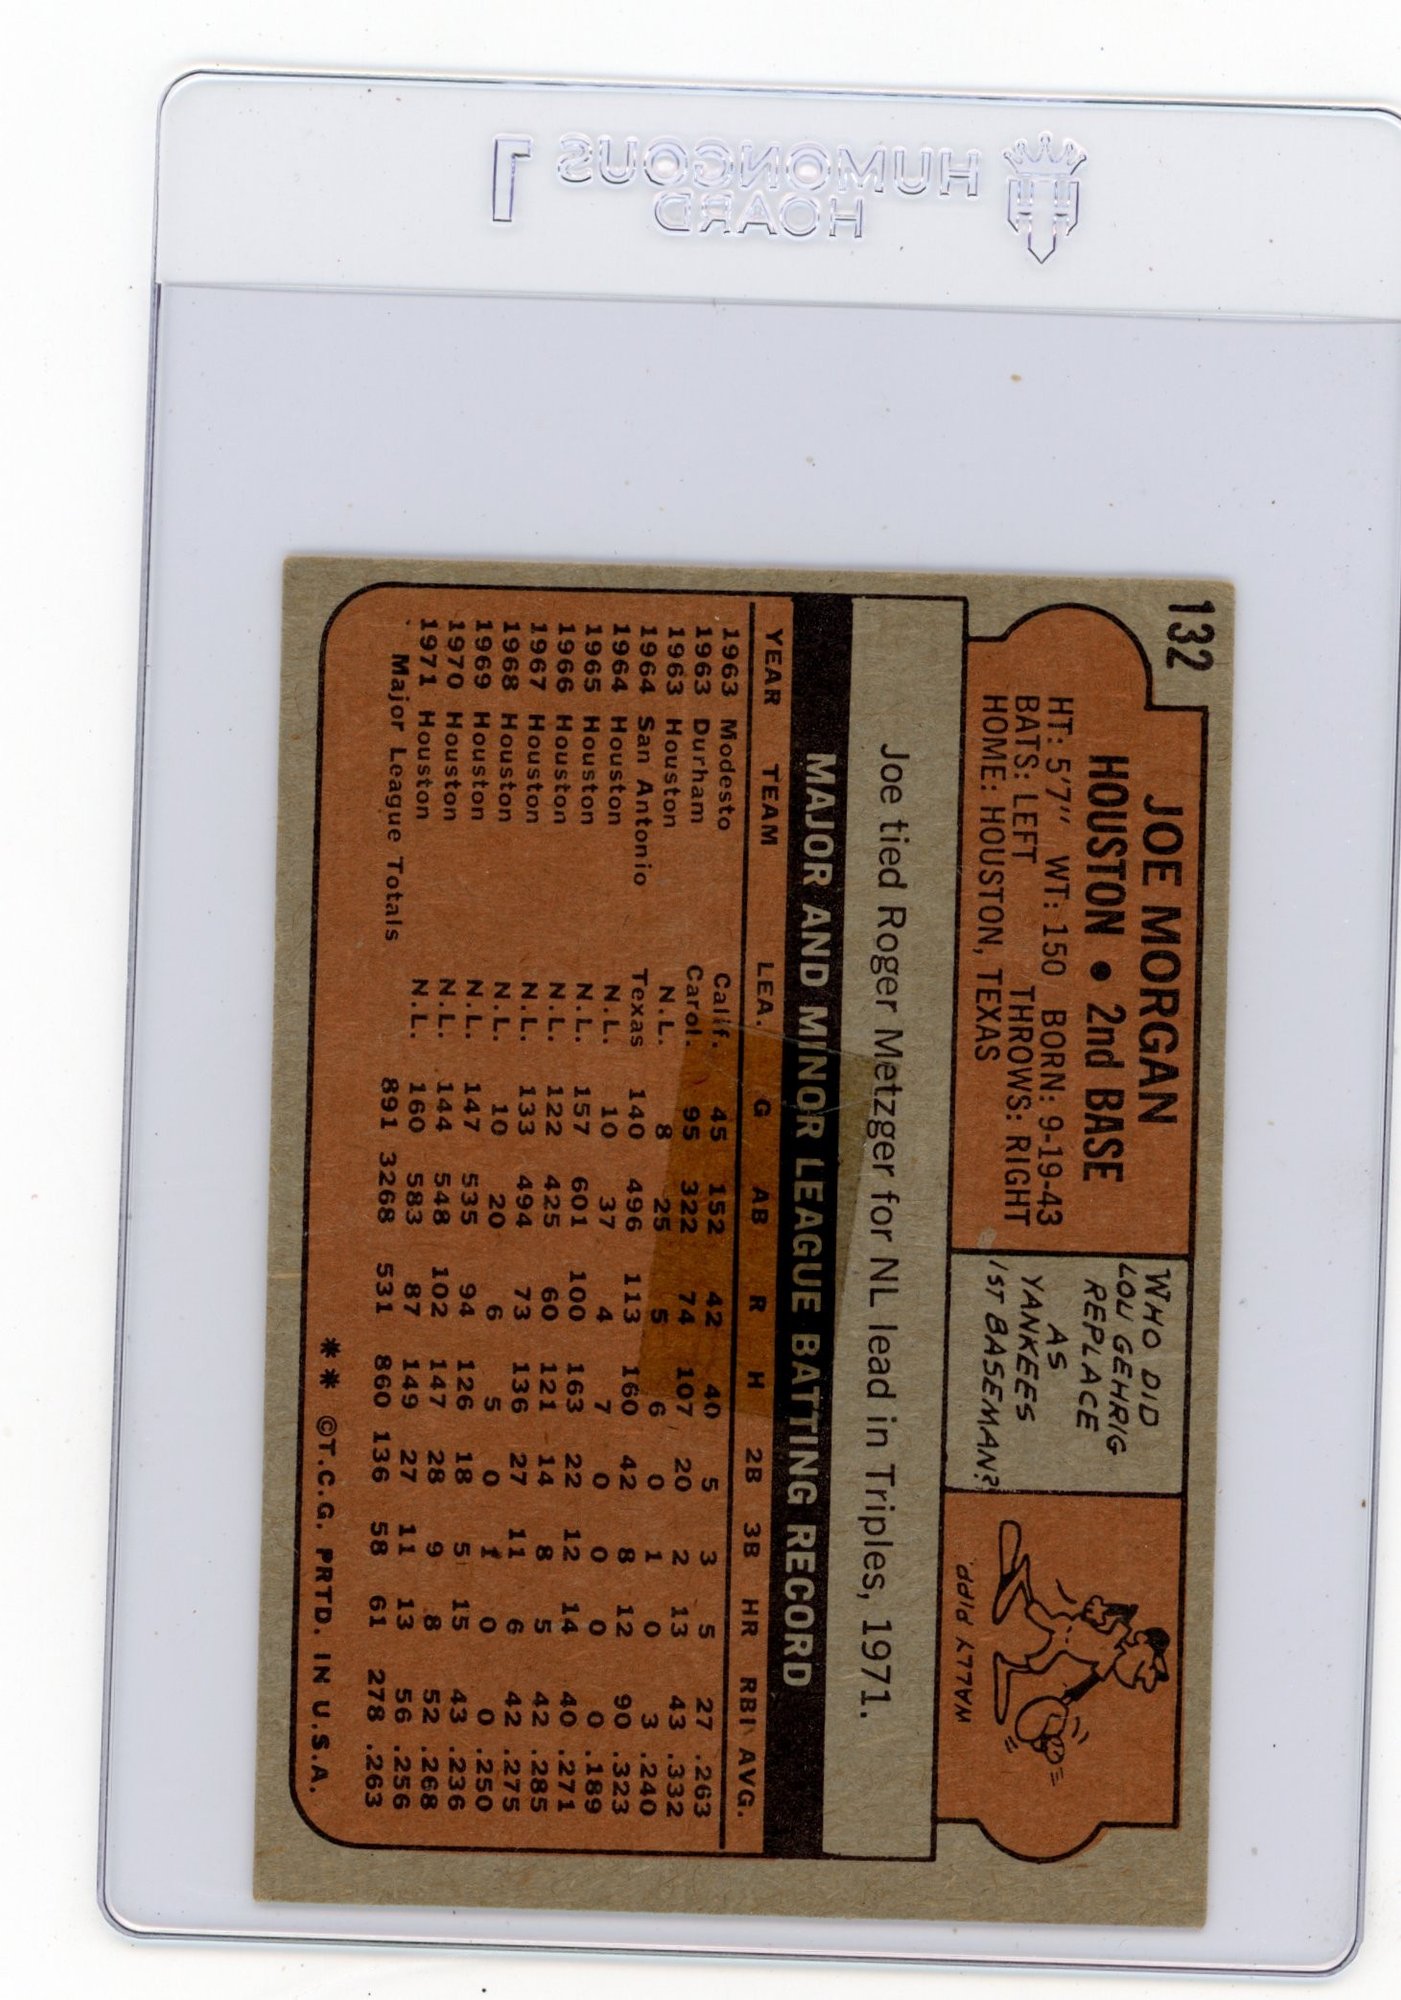 HUMONGOUS
HOARD
132
JOE MORGAN
HOUSTON • 2nd BASE
HT: 5'7" WT: 150 BORN: 9-19-43
BATS: LEFT THROWS: RIGHT
HOME: HOUSTON, TEXAS
WHO DID
LOU GEHRIG
REPLACE
AS
YANKEES
1ST BASEMAN?
WALLY PIPP.
Joe tied Roger Metzger for NL lead in Triples, 1971.
MAJOR AND MINOR LEAGUE BATTING RECORD
YEAR TEAM LEA. G AB R H 2B 3B HR RBI AVG.
1963 Modesto Calif. 45 152 42 40 5 3 5 27 .263
1963 Durham Carol. 95 322 74 107 20 2 13 43 .332
1963 Houston N.L. 8 25 5 6 0 1 0 3 .240
1964 San Antonio Texas 140 496 113 160 42 8 12 90 .323
1964 Houston N.L. 10 37 4 7 0 0 0 0 .189
1965 Houston N.L. 157 601 100 163 22 12 14 40 .271
1966 Houston N.L. 122 425 60 121 14 8 5 42 .285
1967 Houston N.L. 133 494 73 136 27 11 6 42 .275
1968 Houston N.L. 10 20 6 5 0 1 0 0 .250
1969 Houston N.L. 147 535 94 126 18 5 15 43 .236
1970 Houston N.L. 144 548 102 147 28 9 8 52 .268
1971 Houston N.L. 160 583 87 149 27 11 13 56 .256
Major League Totals 891 3268 531 860 136 58 61 278 .263
** ©T.C.G. PRTD. IN U.S.A.